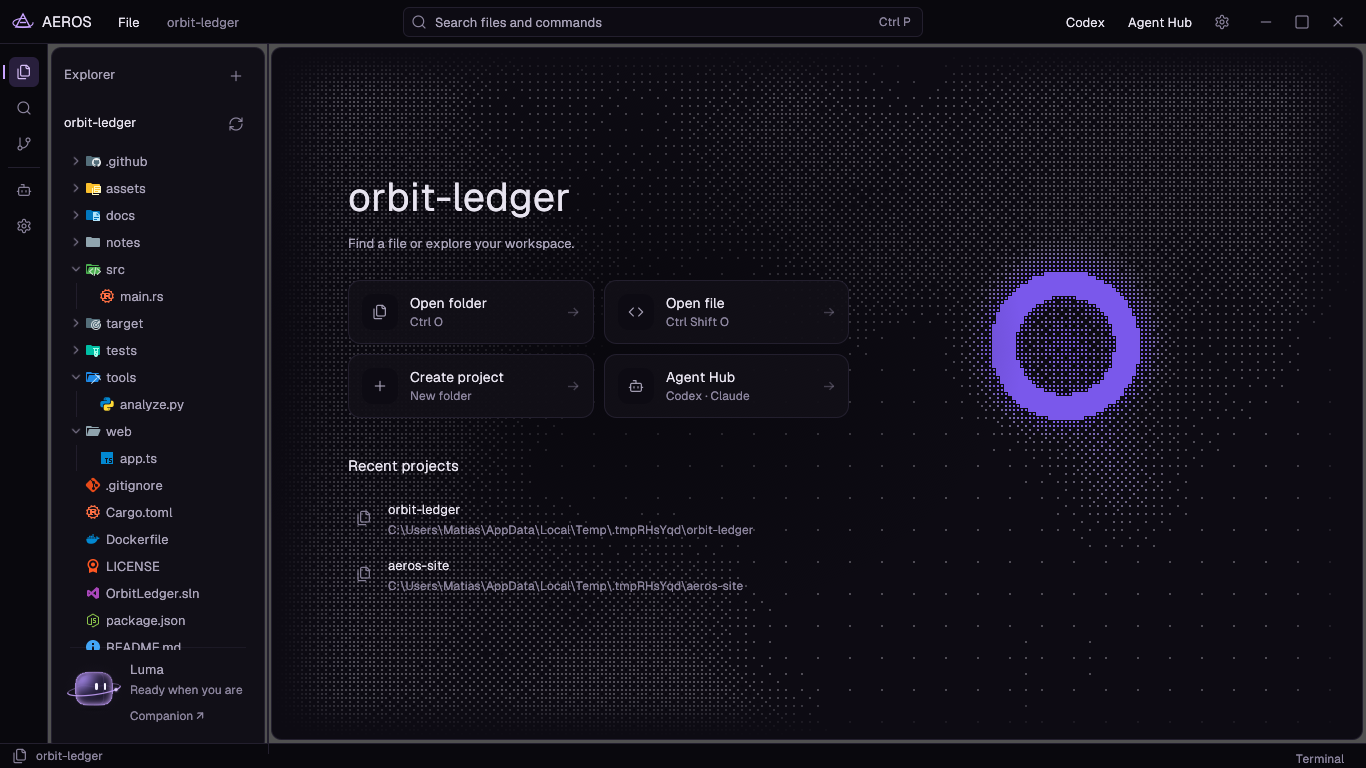 AEROS File orbit-ledger Search files and commands Ctrl P Codex Agent Hub
Explorer
orbit-ledger
.github
assets
docs
notes
src
main.rs
target
tests
tools
analyze.py
web
app.ts
.gitignore
Cargo.toml
Dockerfile
LICENSE
OrbitLedger.sln
package.json
README.md
Luma
Ready when you are
Companion ↗
orbit-ledger
Find a file or explore your workspace.
Open folder
Ctrl O
Open file
Ctrl Shift O
Create project
New folder
Agent Hub
Codex · Claude
Recent projects
orbit-ledger
C:\Users\Matias\AppData\Local\Temp\.tmpRHsYqd\orbit-ledger
aeros-site
C:\Users\Matias\AppData\Local\Temp\.tmpRHsYqd\aeros-site
orbit-ledger
Terminal